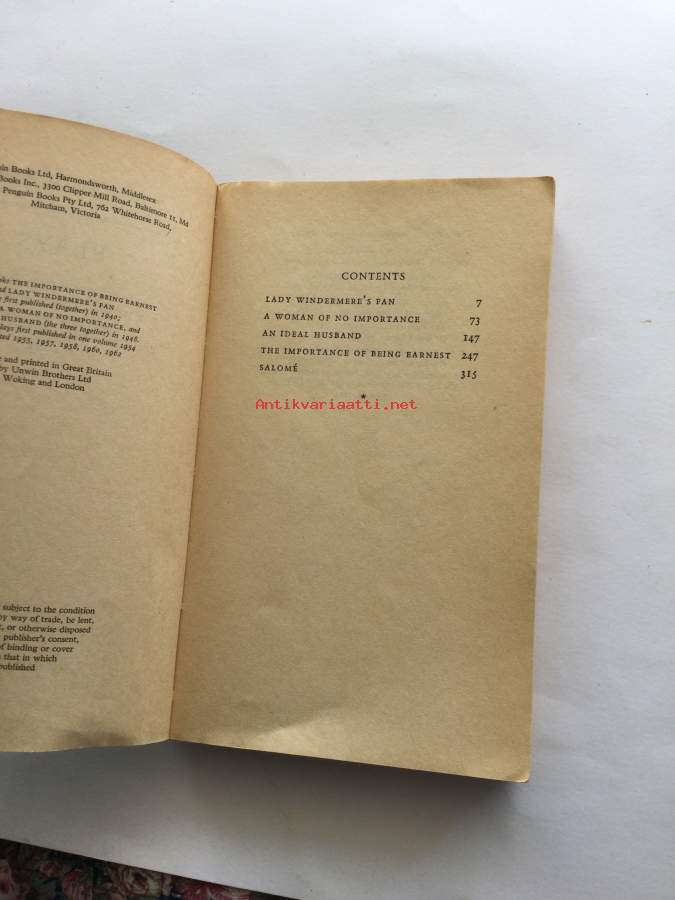 in Books Ltd, Harmondsworth, Middlesex
Books Inc., 3300 Clipper Mill Road, Baltimore 11, Md
Penguin Books Pty Ltd, 762 Whitehorse Road,
Mitcham, Victoria
THE IMPORTANCE OF BEING EARNEST
LADY WINDERMERE'S FAN
first published (together) in 1940;
A WOMAN OF NO IMPORTANCE, and
HUSBAND (the three together) in 1948.
first published in one volume 1954
1953, 1957, 1958, 1960, 1962
and printed in Great Britain
by Unwin Brothers Ltd
Woking and London
subject to the condition
by way of trade, be lent,
or otherwise disposed
publisher's consent,
of binding or cover
that in which
published
CONTENTS
LADY WINDERMERE'S FAN 7
A WOMAN OF NO IMPORTANCE 73
AN IDEAL HUSBAND 147
THE IMPORTANCE OF BEING EARNEST 247
SALOMÉ 315
*
Antikvariaatti.net